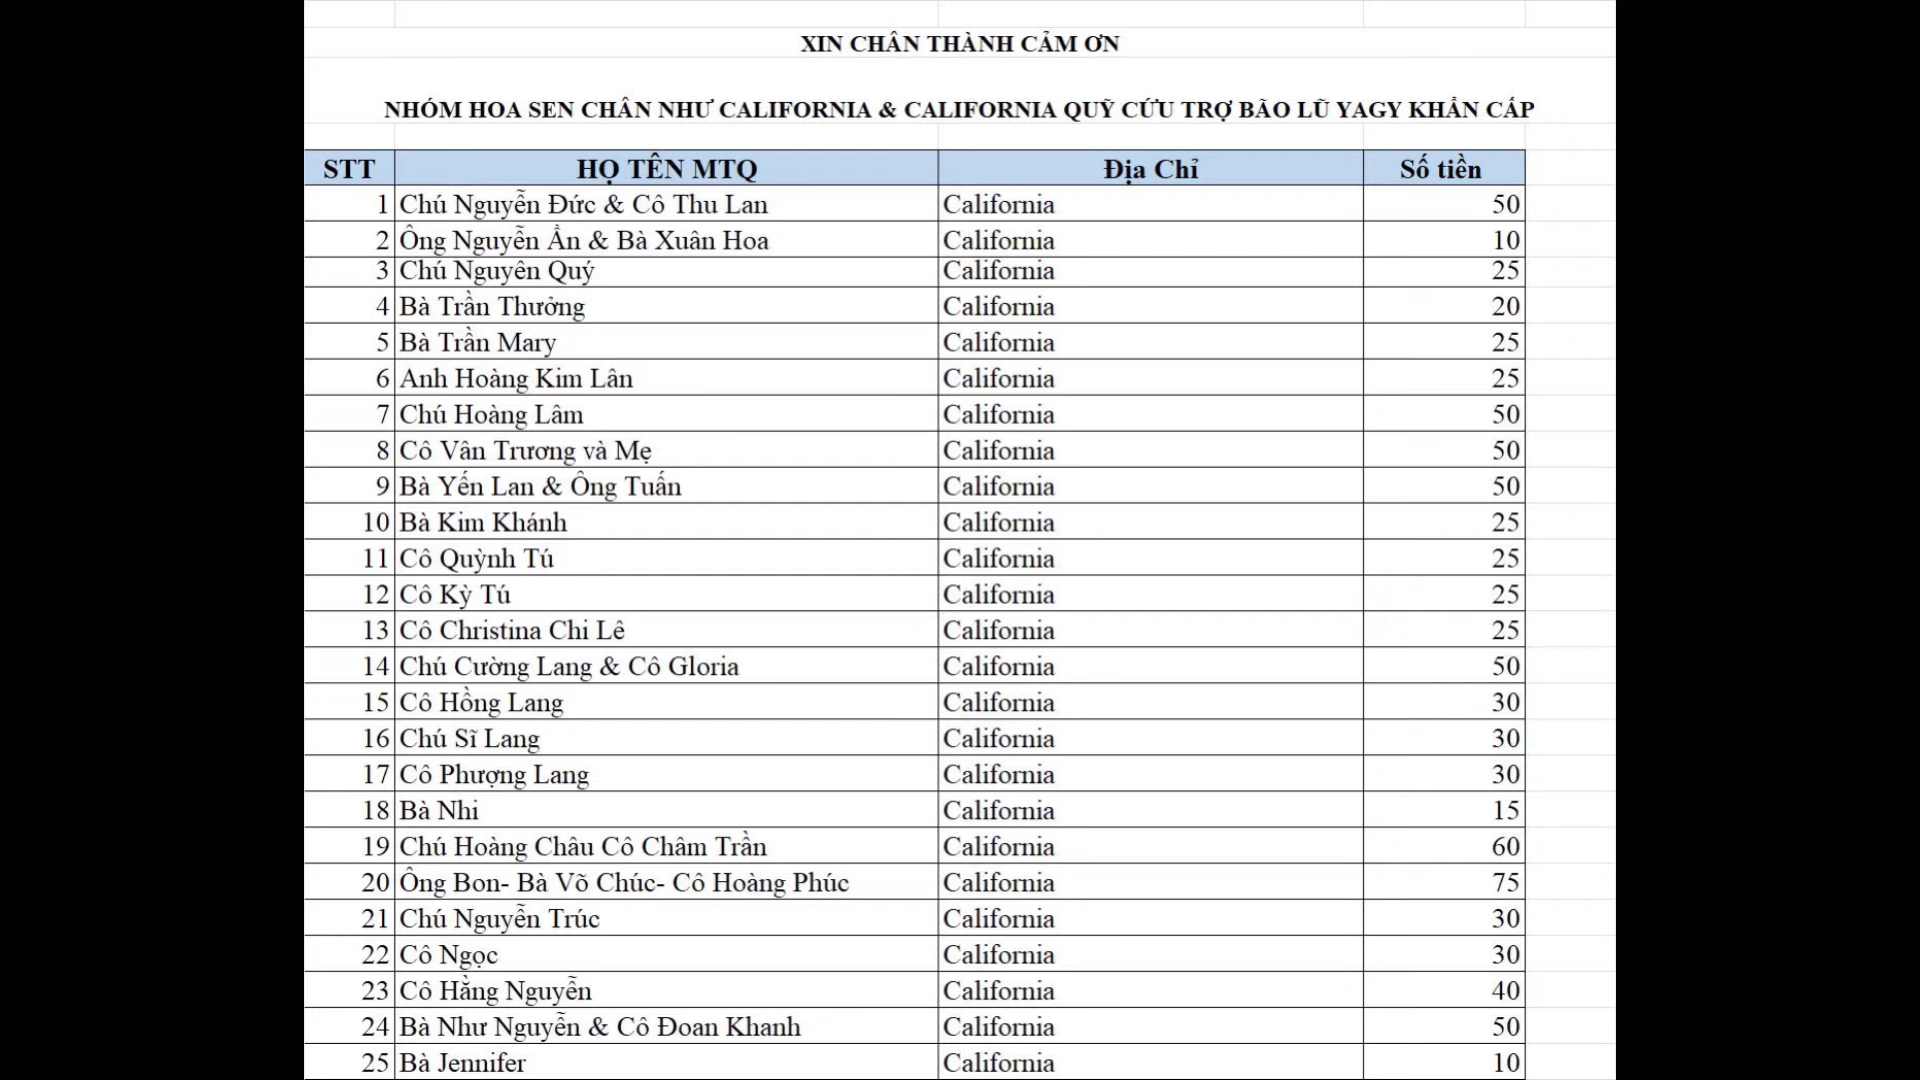 XIN CHÂN THÀNH CẢM ƠN
NHÓM HOA SEN CHÂN NHƯ CALIFORNIA & CALIFORNIA QUỸ CỨU TRỢ BÃO LŨ YAGY KHẨN CẤP
STT HỌ TÊN MTQ Địa Chỉ Số tiền
1 Chú Nguyễn Đức & Cô Thu Lan California 50
2 Ông Nguyễn Ẩn & Bà Xuân Hoa California 10
3 Chú Nguyên Quý California 25
4 Bà Trần Thưởng California 20
5 Bà Trần Mary California 25
6 Anh Hoàng Kim Lân California 25
7 Chú Hoàng Lâm California 50
8 Cô Vân Trương và Mẹ California 50
9 Bà Yến Lan & Ông Tuấn California 50
10 Bà Kim Khánh California 25
11 Cô Quỳnh Tú California 25
12 Cô Kỳ Tú California 25
13 Cô Christina Chi Lê California 25
14 Chú Cường Lang & Cô Gloria California 50
15 Cô Hồng Lang California 30
16 Chú Sĩ Lang California 30
17 Cô Phượng Lang California 30
18 Bà Nhi California 15
19 Chú Hoàng Châu Cô Châm Trần California 60
20 Ông Bon- Bà Võ Chúc- Cô Hoàng Phúc California 75
21 Chú Nguyễn Trúc California 30
22 Cô Ngọc California 30
23 Cô Hằng Nguyễn California 40
24 Bà Như Nguyễn & Cô Đoan Khanh California 50
25 Bà Jennifer California 10